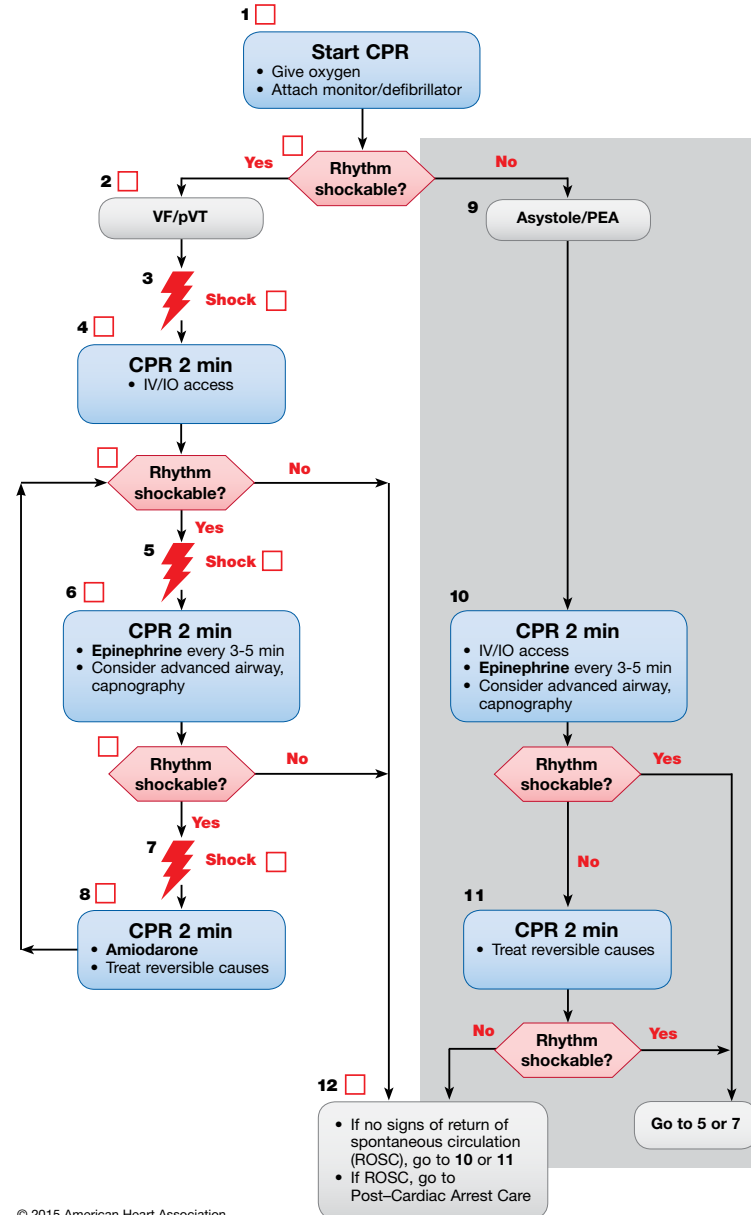 1
Start CPR
• Give oxygen
• Attach monitor/defibrillator
Rhythm
shockable?
Yes
No
2
VF/pVT
9
Asystole/PEA
3
Shock
4
CPR 2 min
• IV/IO access
Rhythm
shockable?
No
Yes
5
Shock
6
CPR 2 min
• Epinephrine every 3-5 min
• Consider advanced airway,
capnography
10
CPR 2 min
• IV/IO access
• Epinephrine every 3-5 min
• Consider advanced airway,
capnography
Rhythm
shockable?
No
Yes
Rhythm
shockable?
Yes
No
7
Shock
8
CPR 2 min
• Amiodarone
• Treat reversible causes
11
CPR 2 min
• Treat reversible causes
No
Rhythm
shockable?
Yes
12
• If no signs of return of
spontaneous circulation
(ROSC), go to 10 or 11
• If ROSC, go to
Post–Cardiac Arrest Care
Go to 5 or 7
© 2015 American Heart Association